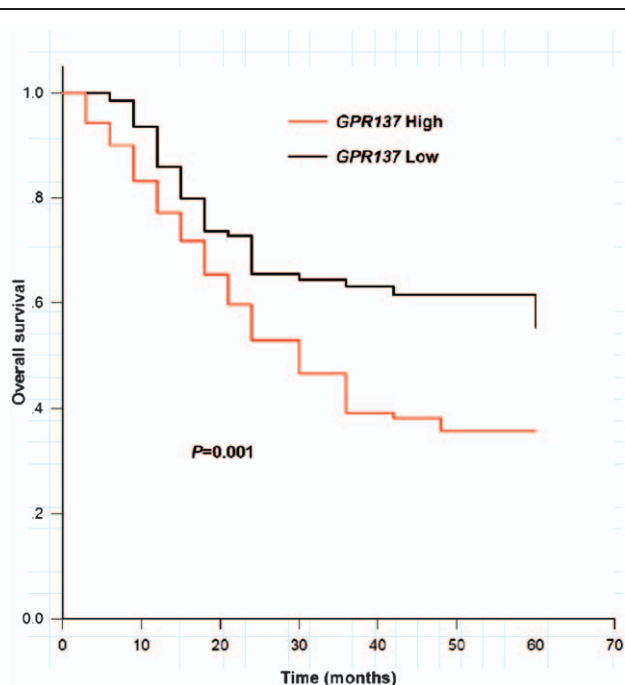 1.0
GPR137 High
GPR137 Low
.8
.6
.4
P=0.001
.2
0.0
0 10 20 30 40 50 60 70
Overall survival
Time (months)